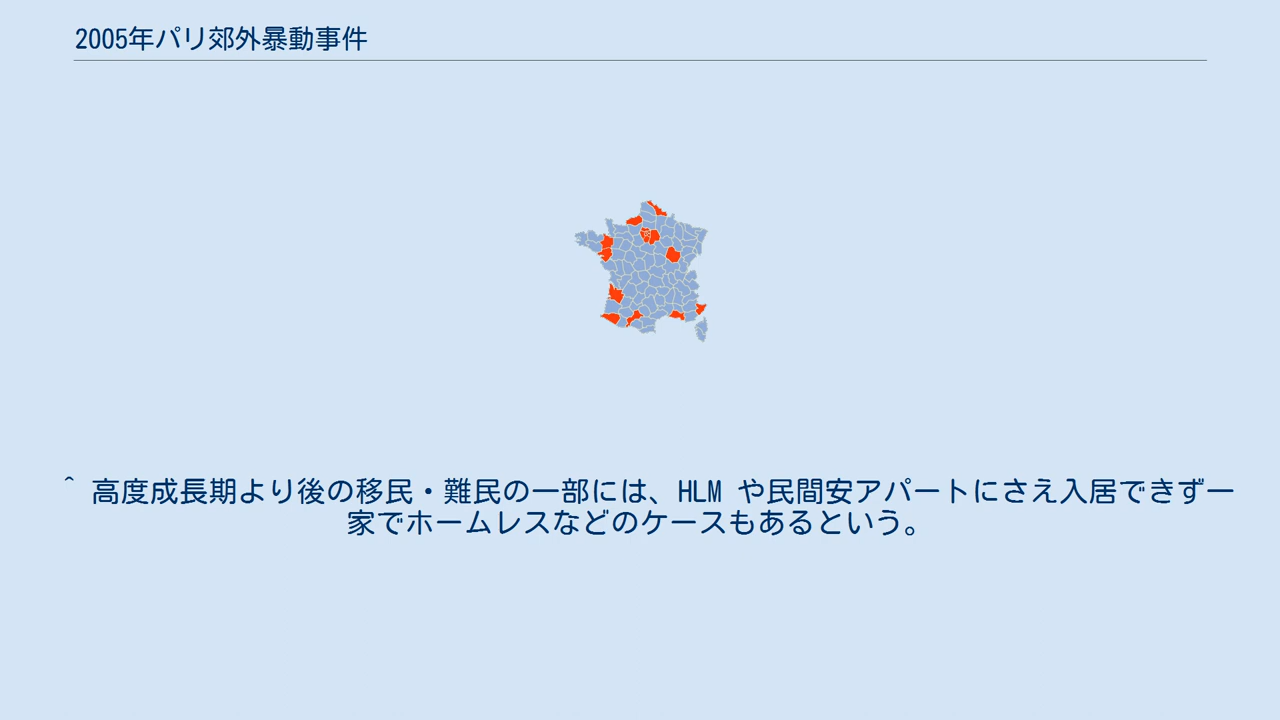 2005年パリ郊外暴動事件
^ 高度成長期より後の移民・難民の一部には、HLM や民間安アパートにさえ入居できず一
家でホームレスなどのケースもあるという。